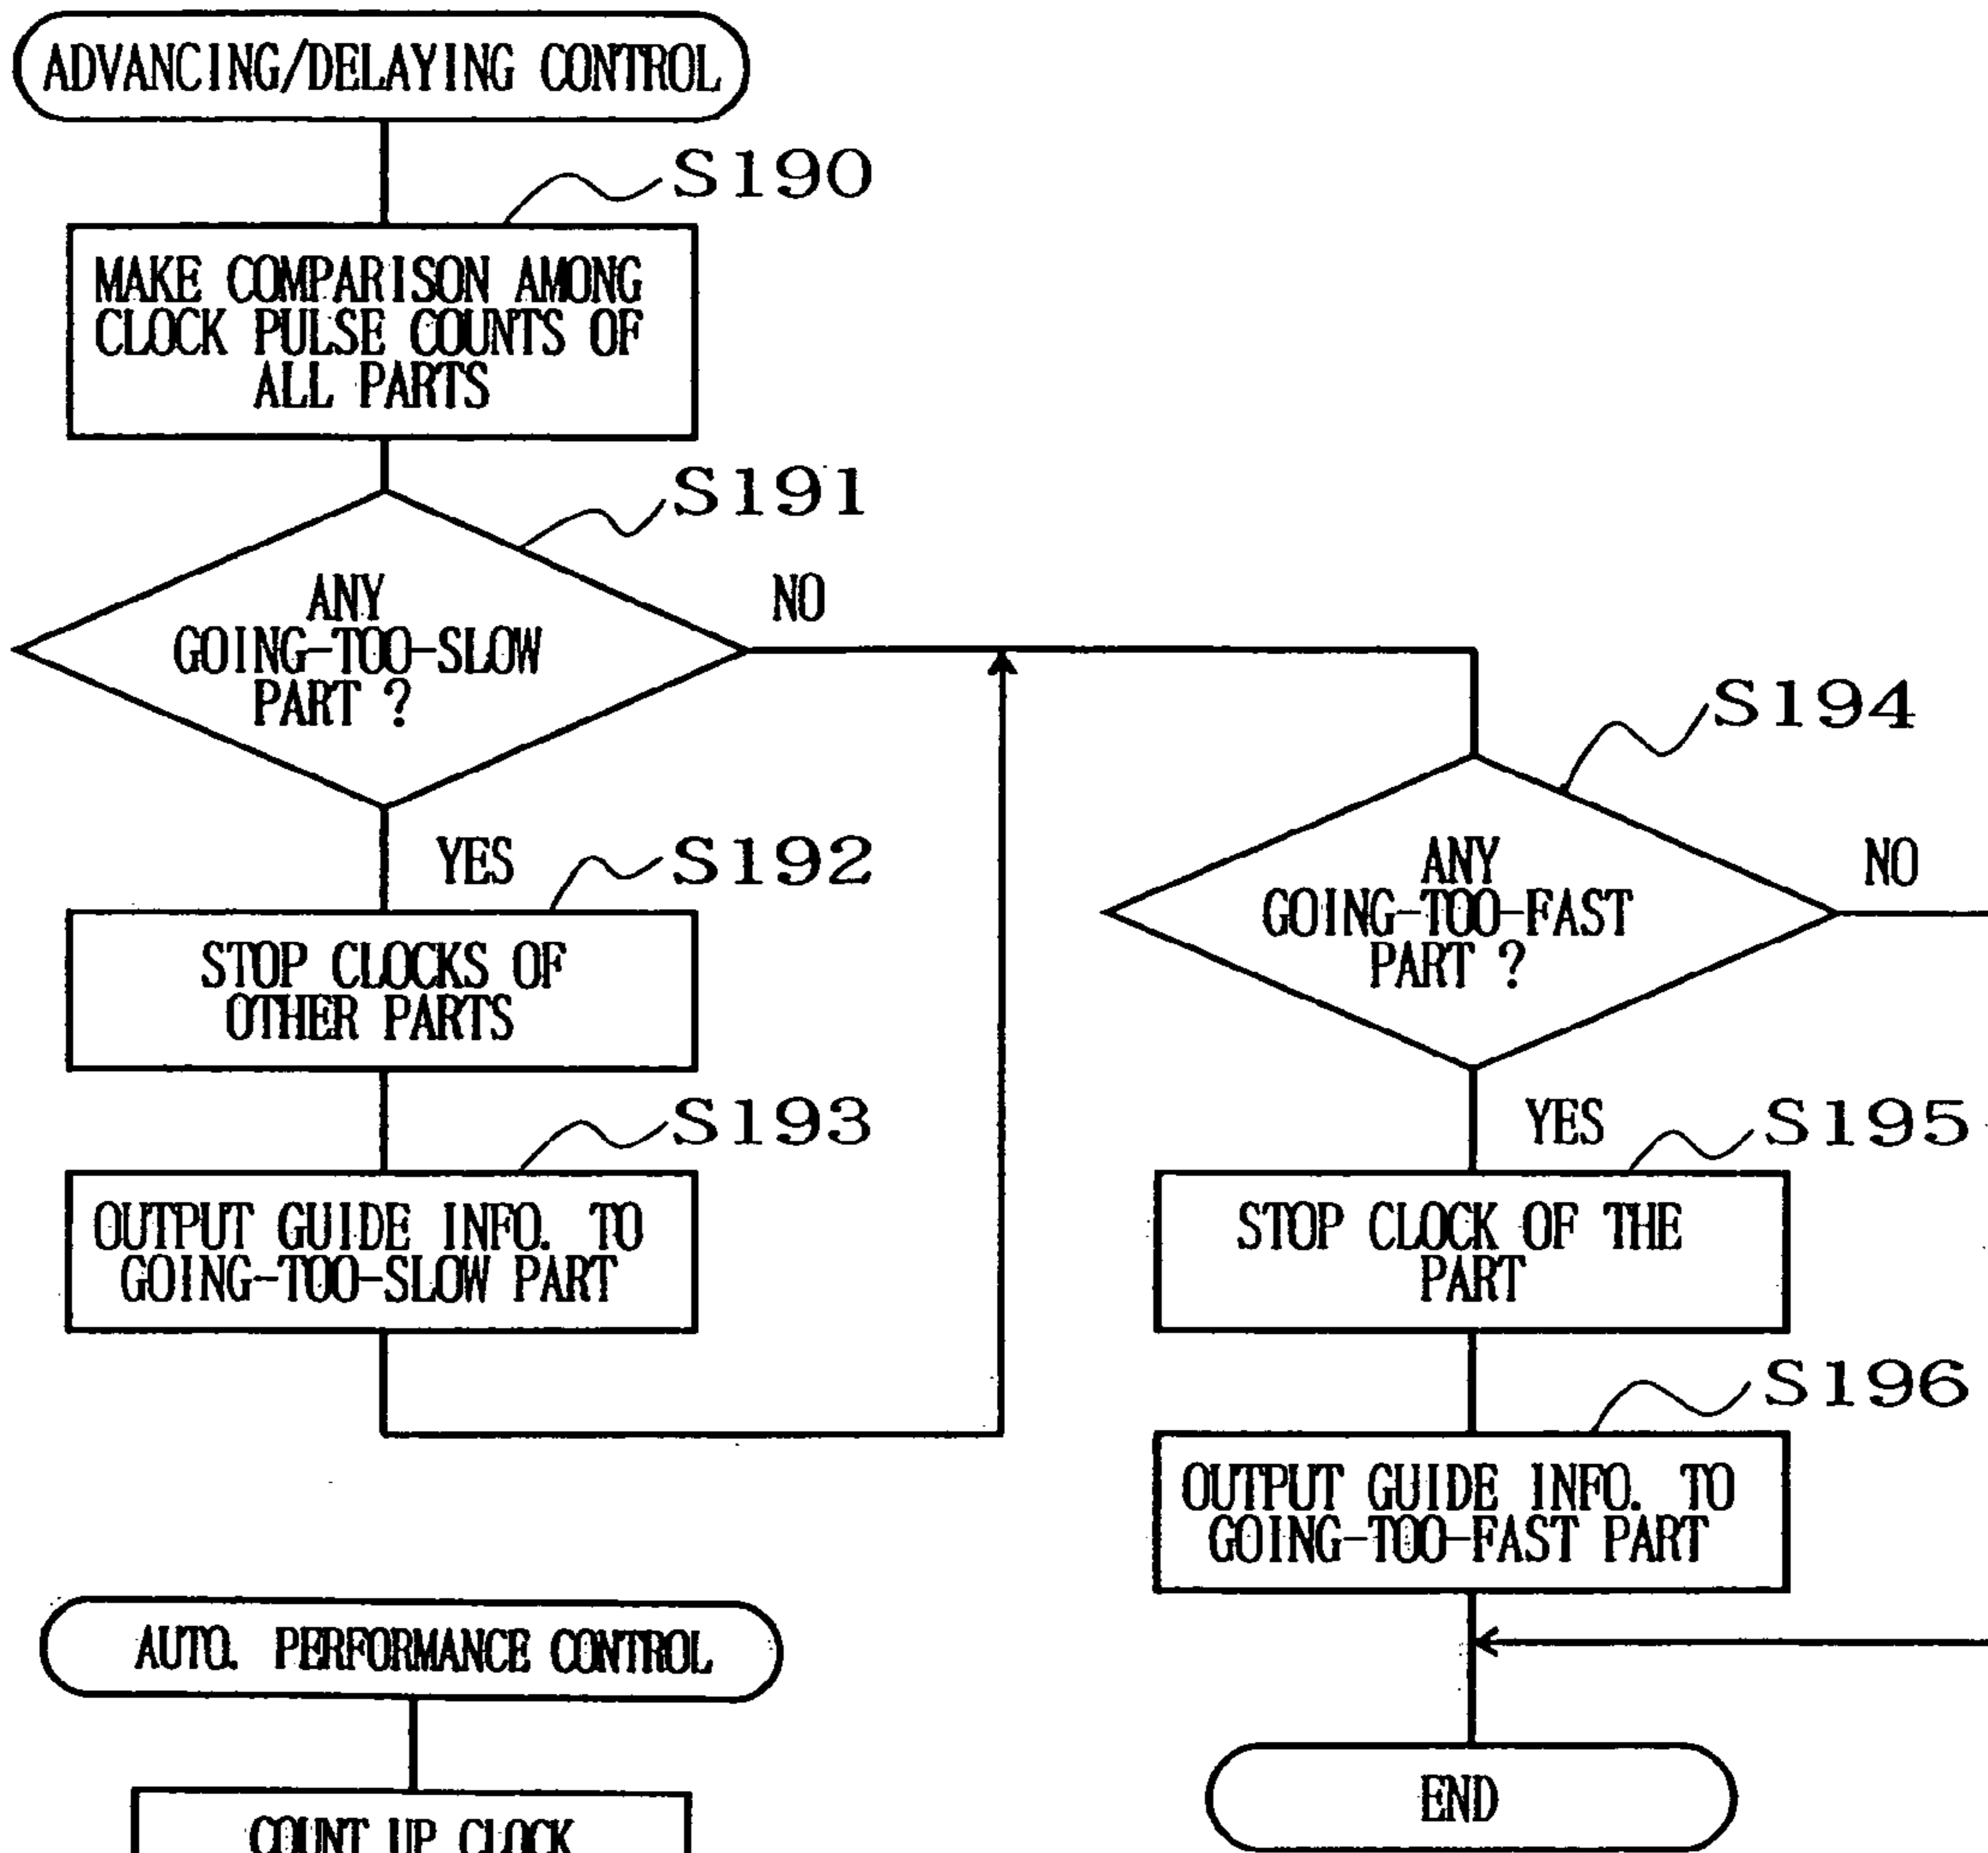 ADVANCING/DELAYING CONTROL
S190
MAKE COMPARISON AMONG
CLOCK PULSE COUNTS OF
ALL PARTS
S191
ANY
GOING-TOO-SLOW
PART ?
NO
YES
S192
STOP CLOCKS OF
OTHER PARTS
S193
OUTPUT GUIDE INFO. TO
GOING-TOO-SLOW PART
S194
ANY
GOING-TOO-FAST
PART ?
NO
YES
S195
STOP CLOCK OF THE
PART
S196
OUTPUT GUIDE INFO. TO
GOING-TOO-FAST PART
END
AUTO. PERFORMANCE CONTROL
COUNT UP CLOCK